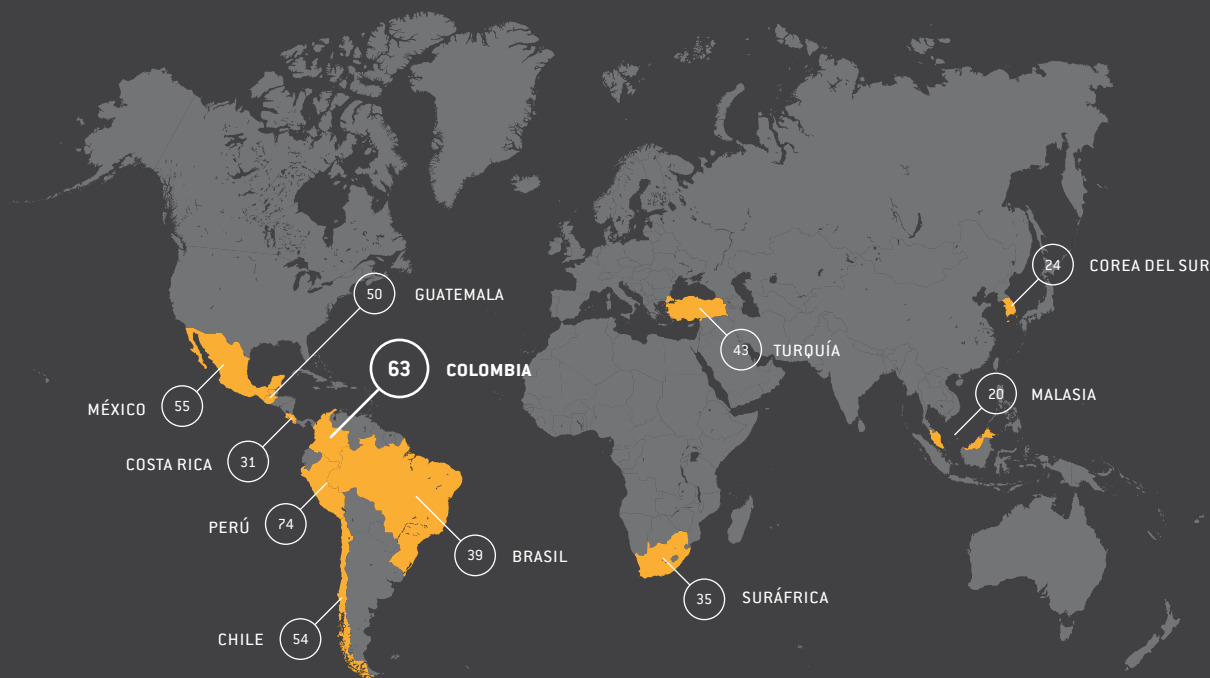 24 COREA DEL SUR
50 GUATEMALA
43 TURQUÍA
63 COLOMBIA
20 MALASIA
MÉXICO 55
COSTA RICA 31
PERÚ 74
39 BRASIL
35 SURÁFRICA
CHILE 54